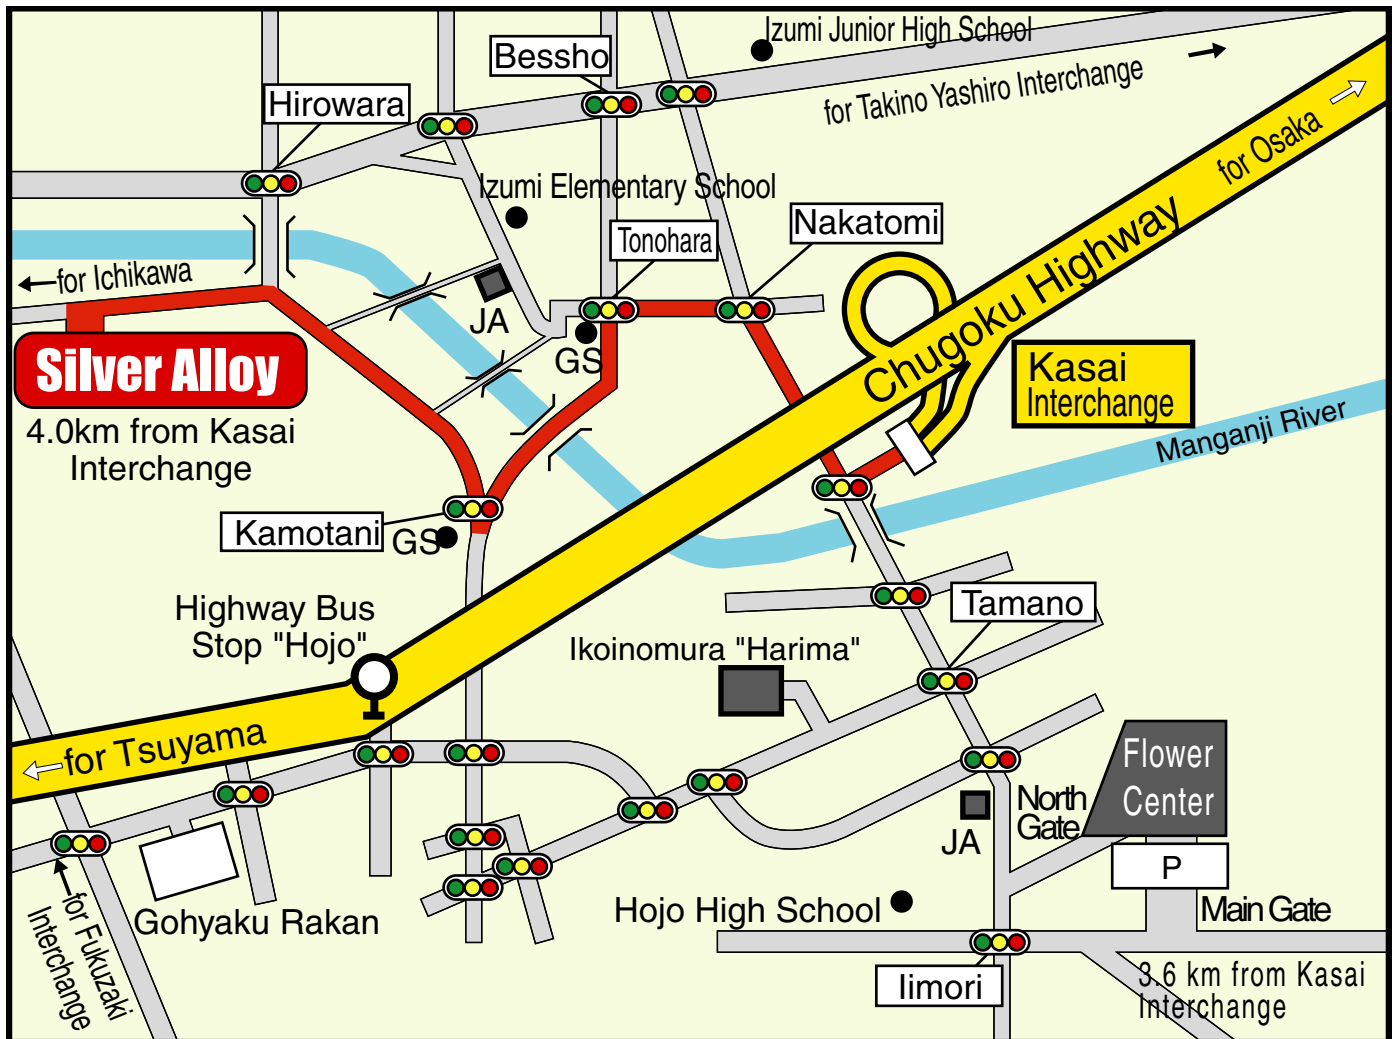 Izumi Junior High School
Bessho
Hirowara
for Takino Yashiro Interchange
for Osaka
Izumi Elementary School
Tonohara
Nakatomi
Chugoku Highway
for Ichikawa
JA
GS
Silver Alloy
4.0km from Kasai
Interchange
Kasai
Interchange
Manganji River
Kamotani
GS
Highway Bus
Stop "Hojo"
Ikoinomura "Harima"
Tamano
for Tsuyama
Flower
Center
North
Gate
JA
P
Main Gate
Hojo High School
Gohyaku Rakan
for Fukuzaki
Interchange
Iimori
3.6 km from Kasai
Interchange